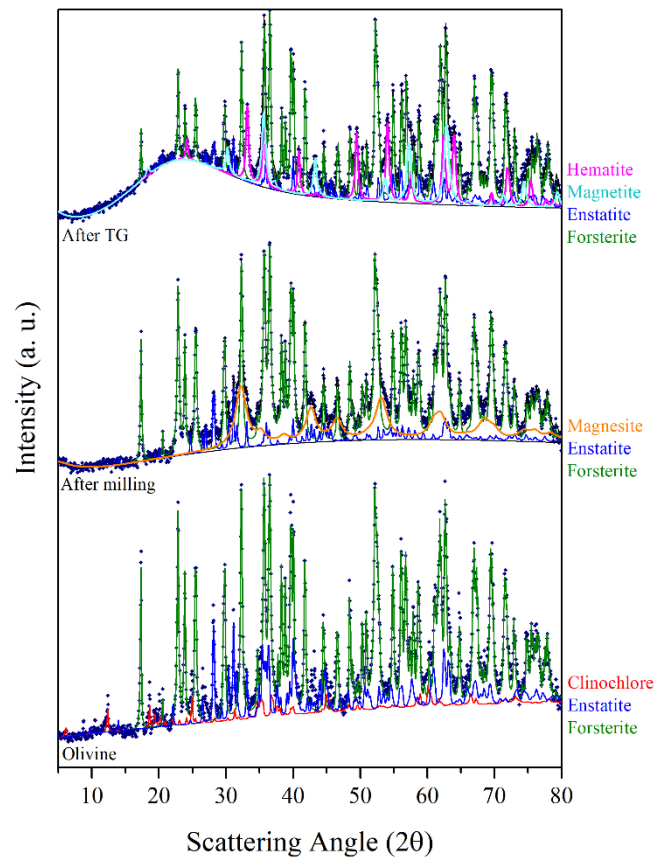 Hematite
Magnetite
Enstatite
Forsterite
After TG
Magnesite
Enstatite
Forsterite
After milling
Clinochlore
Enstatite
Forsterite
Olivine
Intensity (a. u.)
10 20 30 40 50 60 70 80
Scattering Angle (2θ)